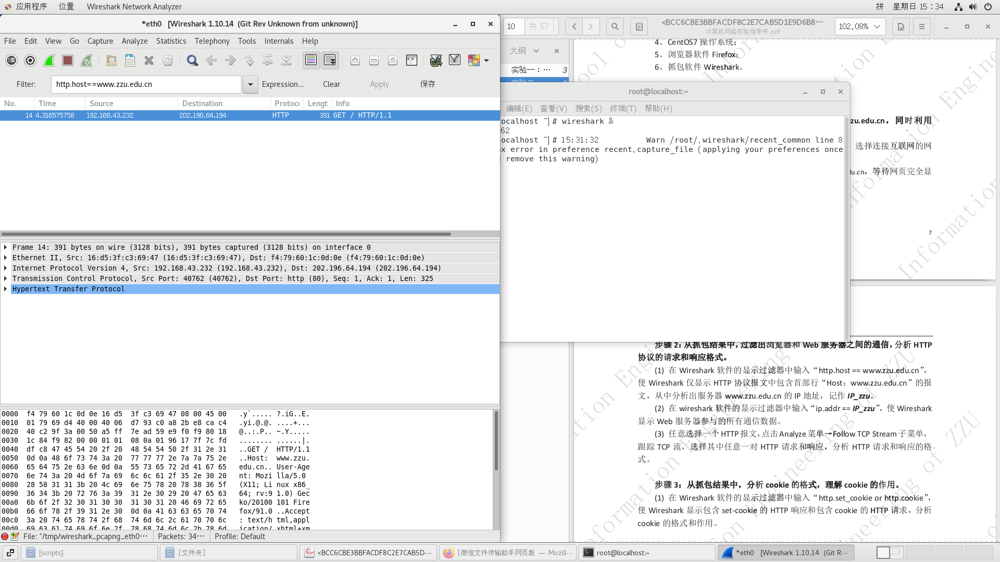 应用程序 位置 Wireshark Network Analyzer 拼 星期日 15 : 34
*eth0 [Wireshark 1.10.14 (Git Rev Unknown from unknown)]
File Edit View Go Capture Analyze Statistics Telephony Tools Internals Help
Filter: http.host==www.zzu.edu.cn Expression... Clear Apply 保存
No. Time Source Destination Protoc Lengt Info
14 4.316575758 192.168.43.232 202.196.64.194 HTTP 391 GET / HTTP/1.1
Frame 14: 391 bytes on wire (3128 bits), 391 bytes captured (3128 bits) on interface 0
Ethernet II, Src: 16:d5:3f:c3:69:47 (16:d5:3f:c3:69:47), Dst: f4:79:60:1c:0d:0e (f4:79:60:1c:0d:0e)
Internet Protocol Version 4, Src: 192.168.43.232 (192.168.43.232), Dst: 202.196.64.194 (202.196.64.194)
Transmission Control Protocol, Src Port: 40762 (40762), Dst Port: http (80), Seq: 1, Ack: 1, Len: 325
Hypertext Transfer Protocol
0000 f4 79 60 1c 0d 0e 16 d5 3f c3 69 47 08 00 45 00 .y`..... ?.iG..E.
0010 01 79 69 d4 40 00 40 06 d7 93 c0 a8 2b e8 ca c4 .yi.@.@. ....+...
0020 40 c2 9f 3a 00 50 a5 ff 7e ad 59 e9 f0 f9 80 18 @..:.P.. ~.Y.....
0030 1c 84 f9 82 00 00 01 01 08 0a 01 96 17 7f 7c fd ........ ......|.
0040 df c8 47 45 54 20 2f 20 48 54 54 50 2f 31 2e 31 ..GET / HTTP/1.1
0050 0d 0a 48 6f 73 74 3a 20 77 77 77 2e 7a 7a 75 2e ..Host: www.zzu.
0060 65 64 75 2e 63 6e 0d 0a 55 73 65 72 2d 41 67 65 edu.cn.. User-Age
0070 6e 74 3a 20 4d 6f 7a 69 6c 6c 61 2f 35 2e 30 20 nt: Mozi lla/5.0
0080 28 58 31 31 3b 20 4c 69 6e 75 78 20 78 38 36 5f (X11; Li nux x86_
0090 36 34 3b 20 72 76 3a 39 31 2e 30 29 20 47 65 63 64; rv:9 1.0) Gec
00a0 6b 6f 2f 32 30 31 30 30 31 30 31 20 46 69 72 65 ko/20100 101 Fire
00b0 66 6f 78 2f 39 31 2e 30 0d 0a 41 63 63 65 70 74 fox/91.0 ..Accept
00c0 3a 20 74 65 78 74 2f 68 74 6d 6c 2c 61 70 70 6c : text/h tml,appl
00d0 69 63 61 74 69 6f 6e 2f 78 68 74 6d 6c 2b 78 6d ication/ xhtml+xm
File: "/tmp/wireshark_pcapng_eth0··· Packets: 34··· Profile: Default
10 共 57 <BCC6CBE3BBFACDF8C2E7CAB5D1E9D6B8··· 102.08%
计算机网络实验指导书.pdf
大纲
实验一：··· 3
4、CentOS7 操作系统；
5、浏览器软件 Firefox；
6、抓包软件 Wireshark。
root@localhost:~
编辑(E) 查看(V) 搜索(S) 终端(T) 帮助(H)
ocalhost ~]# wireshark &
62
ocalhost ~]# 15:31:32 Warn /root/.wireshark/recent_common line 8
x error in preference recent.capture_file (applying your preferences once
remove this warning)
zu.edu.cn，同时利用
选择连接互联网的网
du.cn，等待网页完全显
7
步骤 2：从抓包结果中，过滤出浏览器和 Web 服务器之间的通信，分析 HTTP
协议的请求和响应格式。
(1) 在 Wireshark 软件的显示过滤器中输入“http.host == www.zzu.edu.cn”，
使 Wireshark 仅显示 HTTP 协议报文中包含首部行“Host：www.zzu.edu.cn”的报
文，从中分析出服务器 www.zzu.edu.cn 的 IP 地址，记作 IP_zzu。
(2) 在 wireshark 软件的显示过滤器中输入“ip.addr == IP_zzu”，使 Wireshark
显示 Web 服务器参与的所有通信数据。
(3) 任意选择一个 HTTP 报文，点击 Analyze 菜单→Follow TCP Stream 子菜单，
跟踪 TCP 流，选择其中任意一对 HTTP 请求和响应，分析 HTTP 请求和响应的格
式。
步骤 3：从抓包结果中，分析 cookie 的格式，理解 cookie 的作用。
(1) 在 Wireshark 软件的显示过滤器中输入“http.set_cookie or http.cookie”，
使 Wireshark 显示包含 set-cookie 的 HTTP 响应和包含 cookie 的 HTTP 请求，分析
cookie 的格式和作用。
[scripts] [文件夹] <BCC6CBE3BBFACDF8C2E7CAB5D-·· [微信文件传输助手网页版 — Mozill··· root@localhost:~ *eth0 [Wireshark 1.10.14 (Git R-··